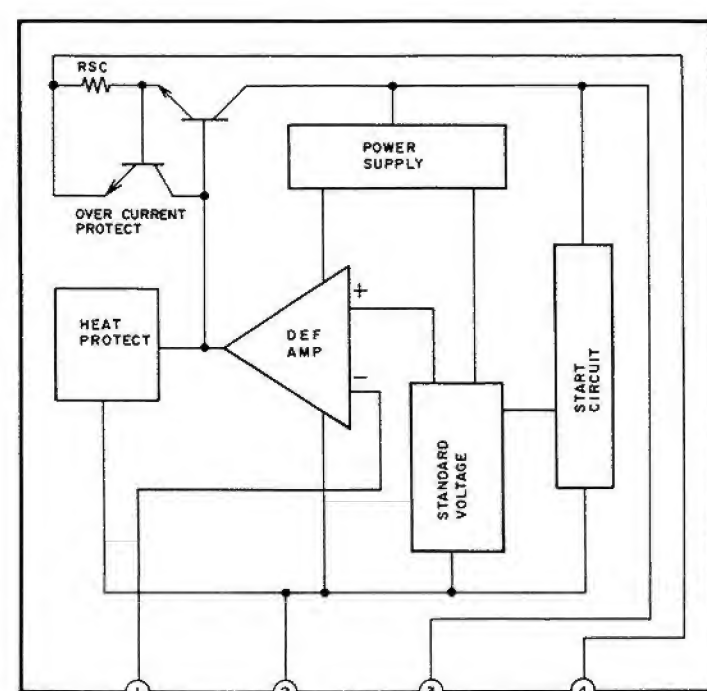 RSC
POWER
SUPPLY
OVER CURRENT
PROTECT
HEAT
PROTECT
+
DEF
AMP
−
START
CIRCUIT
STANDARD
VOLTAGE